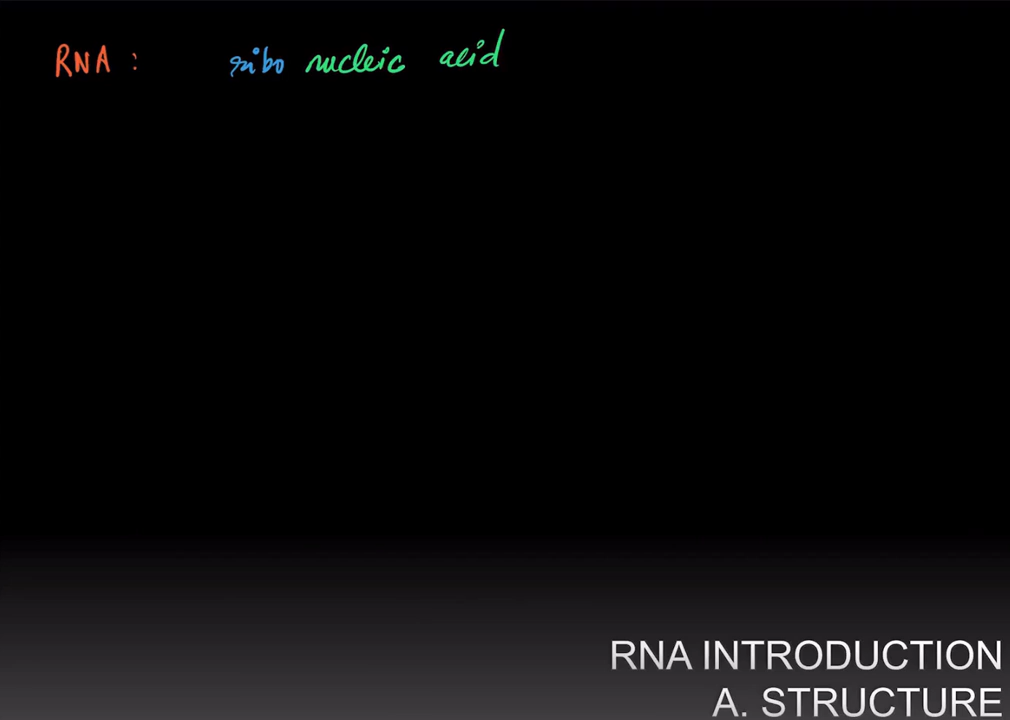 RNA : ribo nucleic acid
RNA INTRODUCTION
A. STRUCTURE